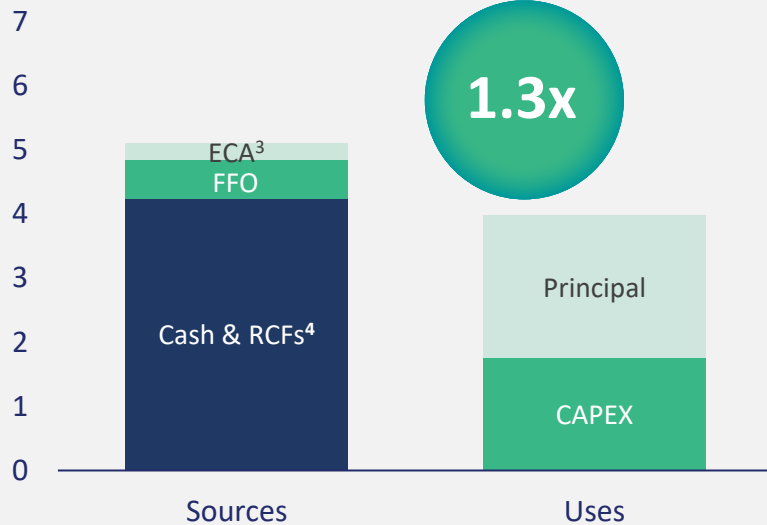 7
6
5
4
3
2
1
0
1.3x
ECA³
FFO
Cash & RCFs⁴
Principal
CAPEX
Sources
Uses